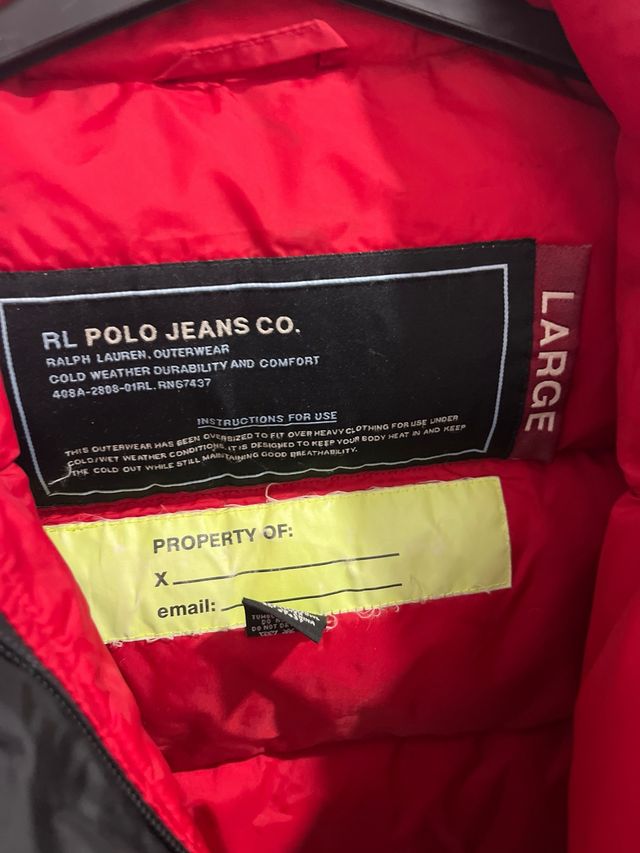 RL POLO JEANS CO.
RALPH LAUREN. OUTERWEAR
COLD WEATHER DURABILITY AND COMFORT
408A-2808-01RL. RN67437
INSTRUCTIONS FOR USE
THIS OUTERWEAR HAS BEEN OVERSIZED TO FIT OVER HEAVY CLOTHING FOR USE UNDER
COLD/WET WEATHER CONDITIONS. IT IS DESIGNED TO KEEP YOUR BODY HEAT IN AND KEEP
THE COLD OUT WHILE STILL MAINTAINING GOOD BREATHABILITY.
LARGE
PROPERTY OF:
X
email:
DO NOT